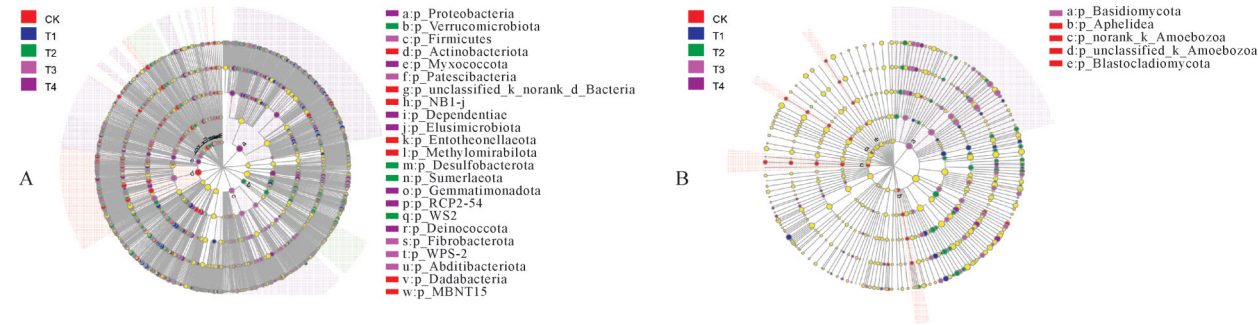 CK
T1
T2
T3
T4
A
a:p_Proteobacteria
b:p_Verrucomicrobiota
c:p_Firmicutes
d:p_Actinobacteriota
e:p_Myxococcota
f:p_Patescibacteria
g:p_unclassified_k_norank_d_Bacteria
h:p_NB1-j
i:p_Dependentiae
j:p_Elusimicrobiota
k:p_Entotheonellaeota
l:p_Methylomirabilota
m:p_Desulfobacterota
n:p_Sumerlaeota
o:p_Gemmatimonadota
p:p_RCP2-54
q:p_WS2
r:p_Deinococcota
s:p_Fibrobacterota
t:p_WPS-2
u:p_Abditibacteriota
v:p_Dadabacteria
w:p_MBNT15
CK
T1
T2
T3
T4
B
a:p_Basidiomycota
b:p_Aphelidea
c:p_norank_k_Amoebozoa
d:p_unclassified_k_Amoebozoa
e:p_Blastocladiomycota